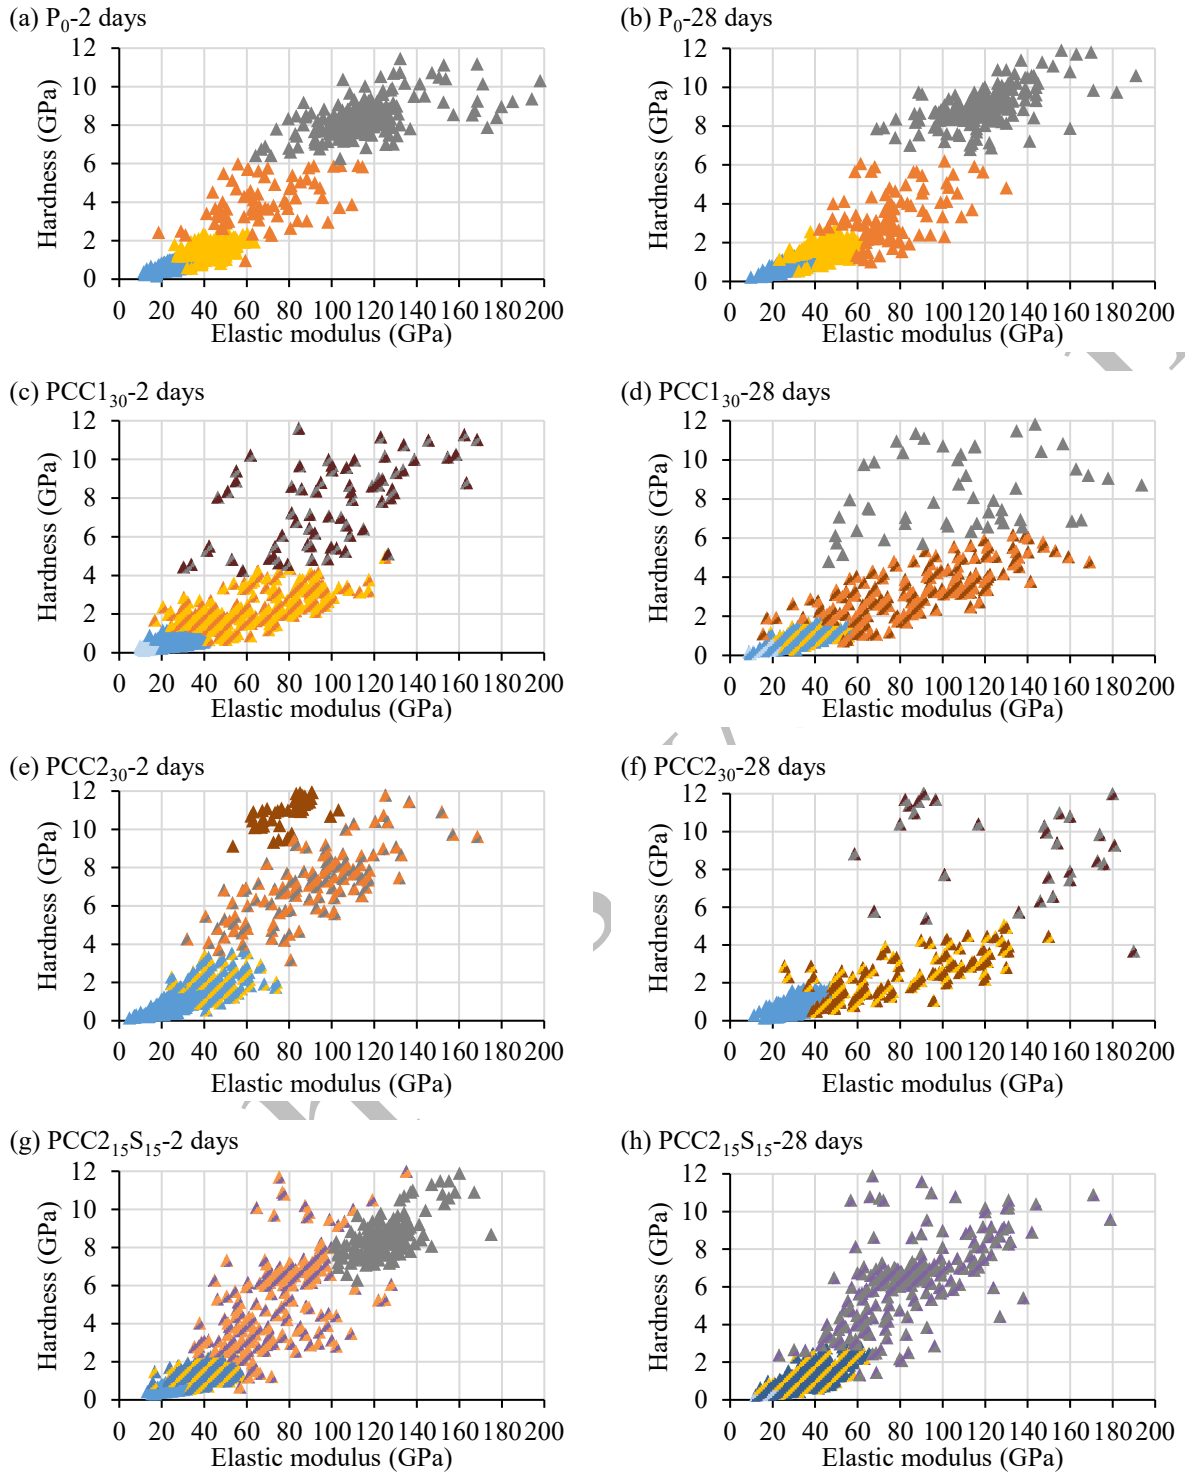 (a) P₀-2 days
(b) P₀-28 days
12
10
8
6
4
2
0
Hardness (GPa)
0 20 40 60 80 100 120 140 160 180 200
Elastic modulus (GPa)
12
10
8
6
4
2
0
Hardness (GPa)
0 20 40 60 80 100 120 140 160 180 200
Elastic modulus (GPa)
(c) PCC1₃₀-2 days
(d) PCC1₃₀-28 days
12
10
8
6
4
2
0
Hardness (GPa)
0 20 40 60 80 100 120 140 160 180 200
Elastic modulus (GPa)
12
10
8
6
4
2
0
Hardness (GPa)
0 20 40 60 80 100 120 140 160 180 200
Elastic modulus (GPa)
(e) PCC2₃₀-2 days
(f) PCC2₃₀-28 days
12
10
8
6
4
2
0
Hardness (GPa)
0 20 40 60 80 100 120 140 160 180 200
Elastic modulus (GPa)
12
10
8
6
4
2
0
Hardness (GPa)
0 20 40 60 80 100 120 140 160 180 200
Elastic modulus (GPa)
(g) PCC2₁₅S₁₅-2 days
(h) PCC2₁₅S₁₅-28 days
12
10
8
6
4
2
0
Hardness (GPa)
0 20 40 60 80 100 120 140 160 180 200
Elastic modulus (GPa)
12
10
8
6
4
2
0
Hardness (GPa)
0 20 40 60 80 100 120 140 160 180 200
Elastic modulus (GPa)